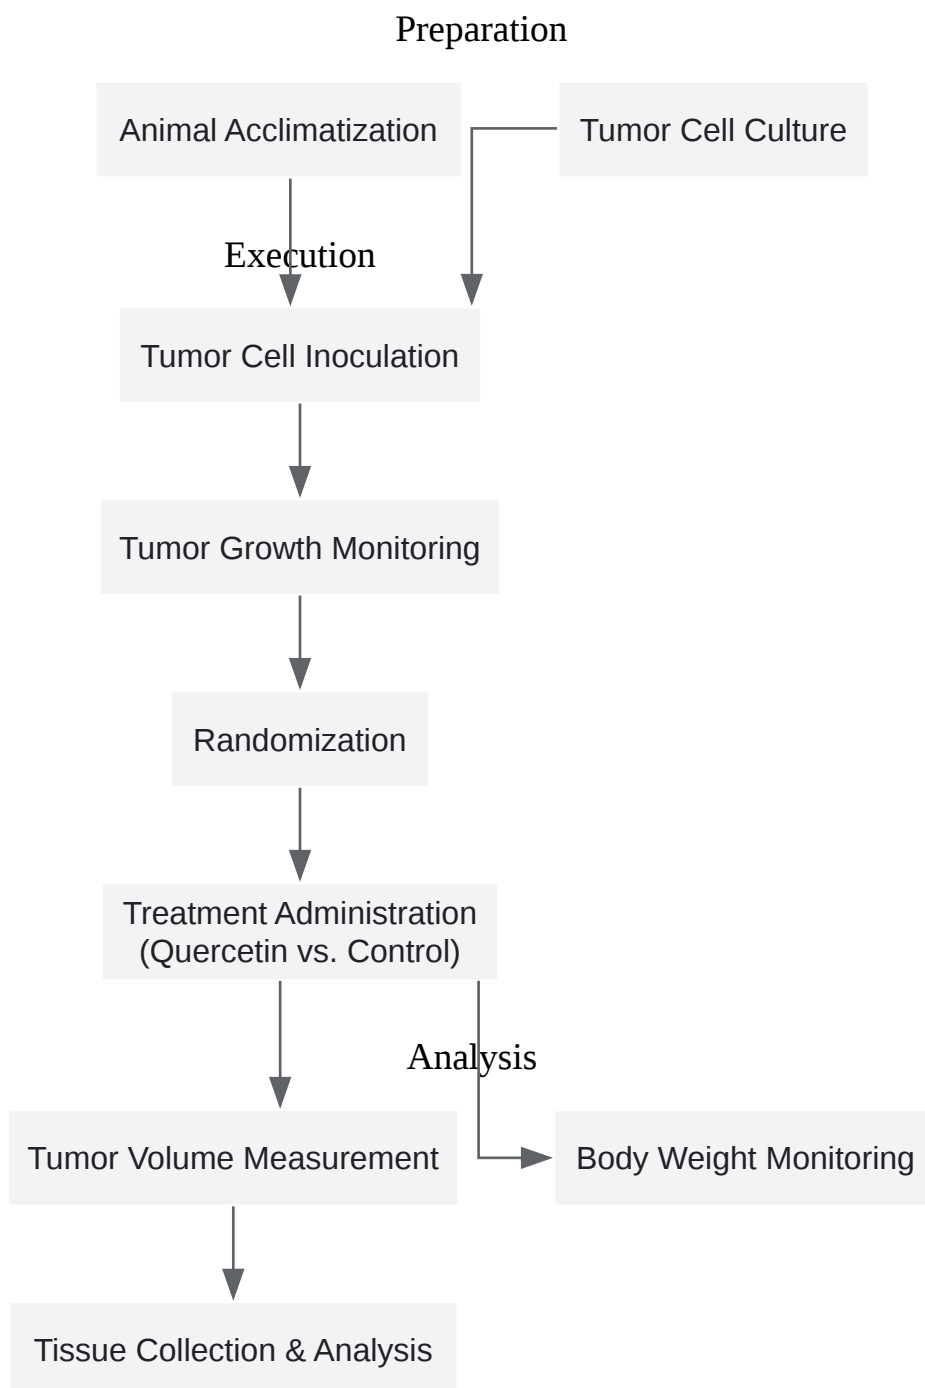 Preparation
Animal Acclimatization
Tumor Cell Culture
Execution
Tumor Cell Inoculation
Tumor Growth Monitoring
Randomization
Treatment Administration
(Quercetin vs. Control)
Analysis
Tumor Volume Measurement
Body Weight Monitoring
Tissue Collection & Analysis